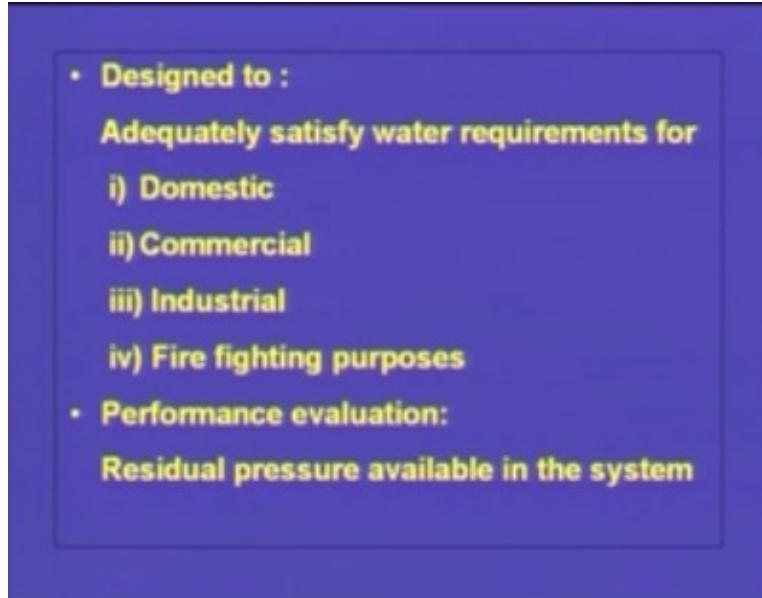 • Designed to :
Adequately satisfy water requirements for
i) Domestic
ii) Commercial
iii) Industrial
iv) Fire fighting purposes
• Performance evaluation:
Residual pressure available in the system